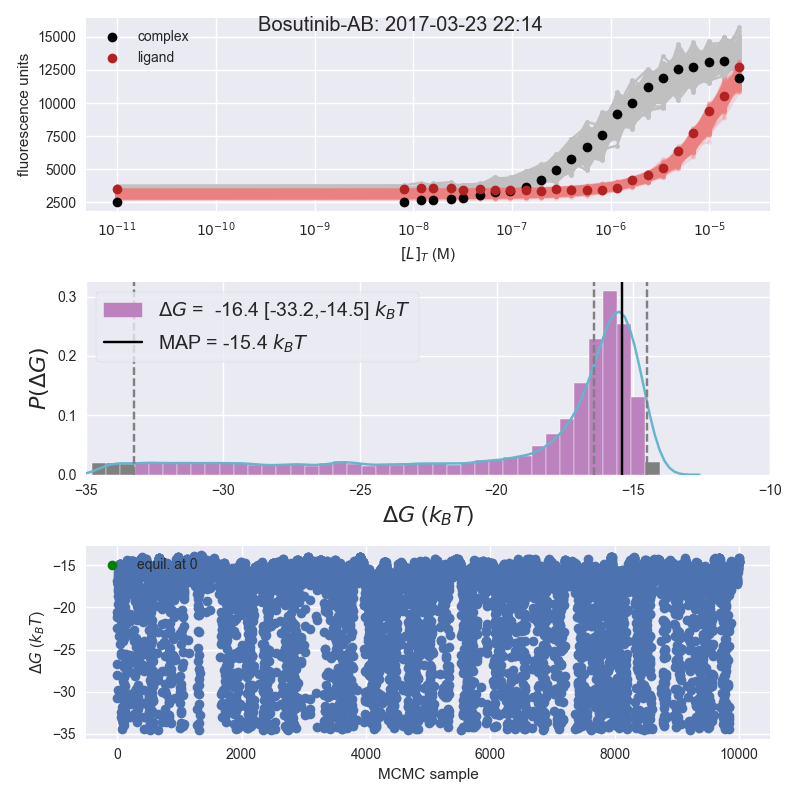 Bosutinib-AB: 2017-03-23 22:14
complex
ligand
fluorescence units
15000
12500
10000
7500
5000
2500
10⁻¹¹ 10⁻¹⁰ 10⁻⁹ 10⁻⁸ 10⁻⁷ 10⁻⁶ 10⁻⁵
[L]_T (M)
ΔG = -16.4 [-33.2,-14.5] k_BT
MAP = -15.4 k_BT
P(ΔG)
0.3
0.2
0.1
0.0
−35 −30 −25 −20 −15 −10
ΔG (k_BT)
equil. at 0
ΔG (k_BT)
−15
−20
−25
−30
−35
0 2000 4000 6000 8000 10000
MCMC sample